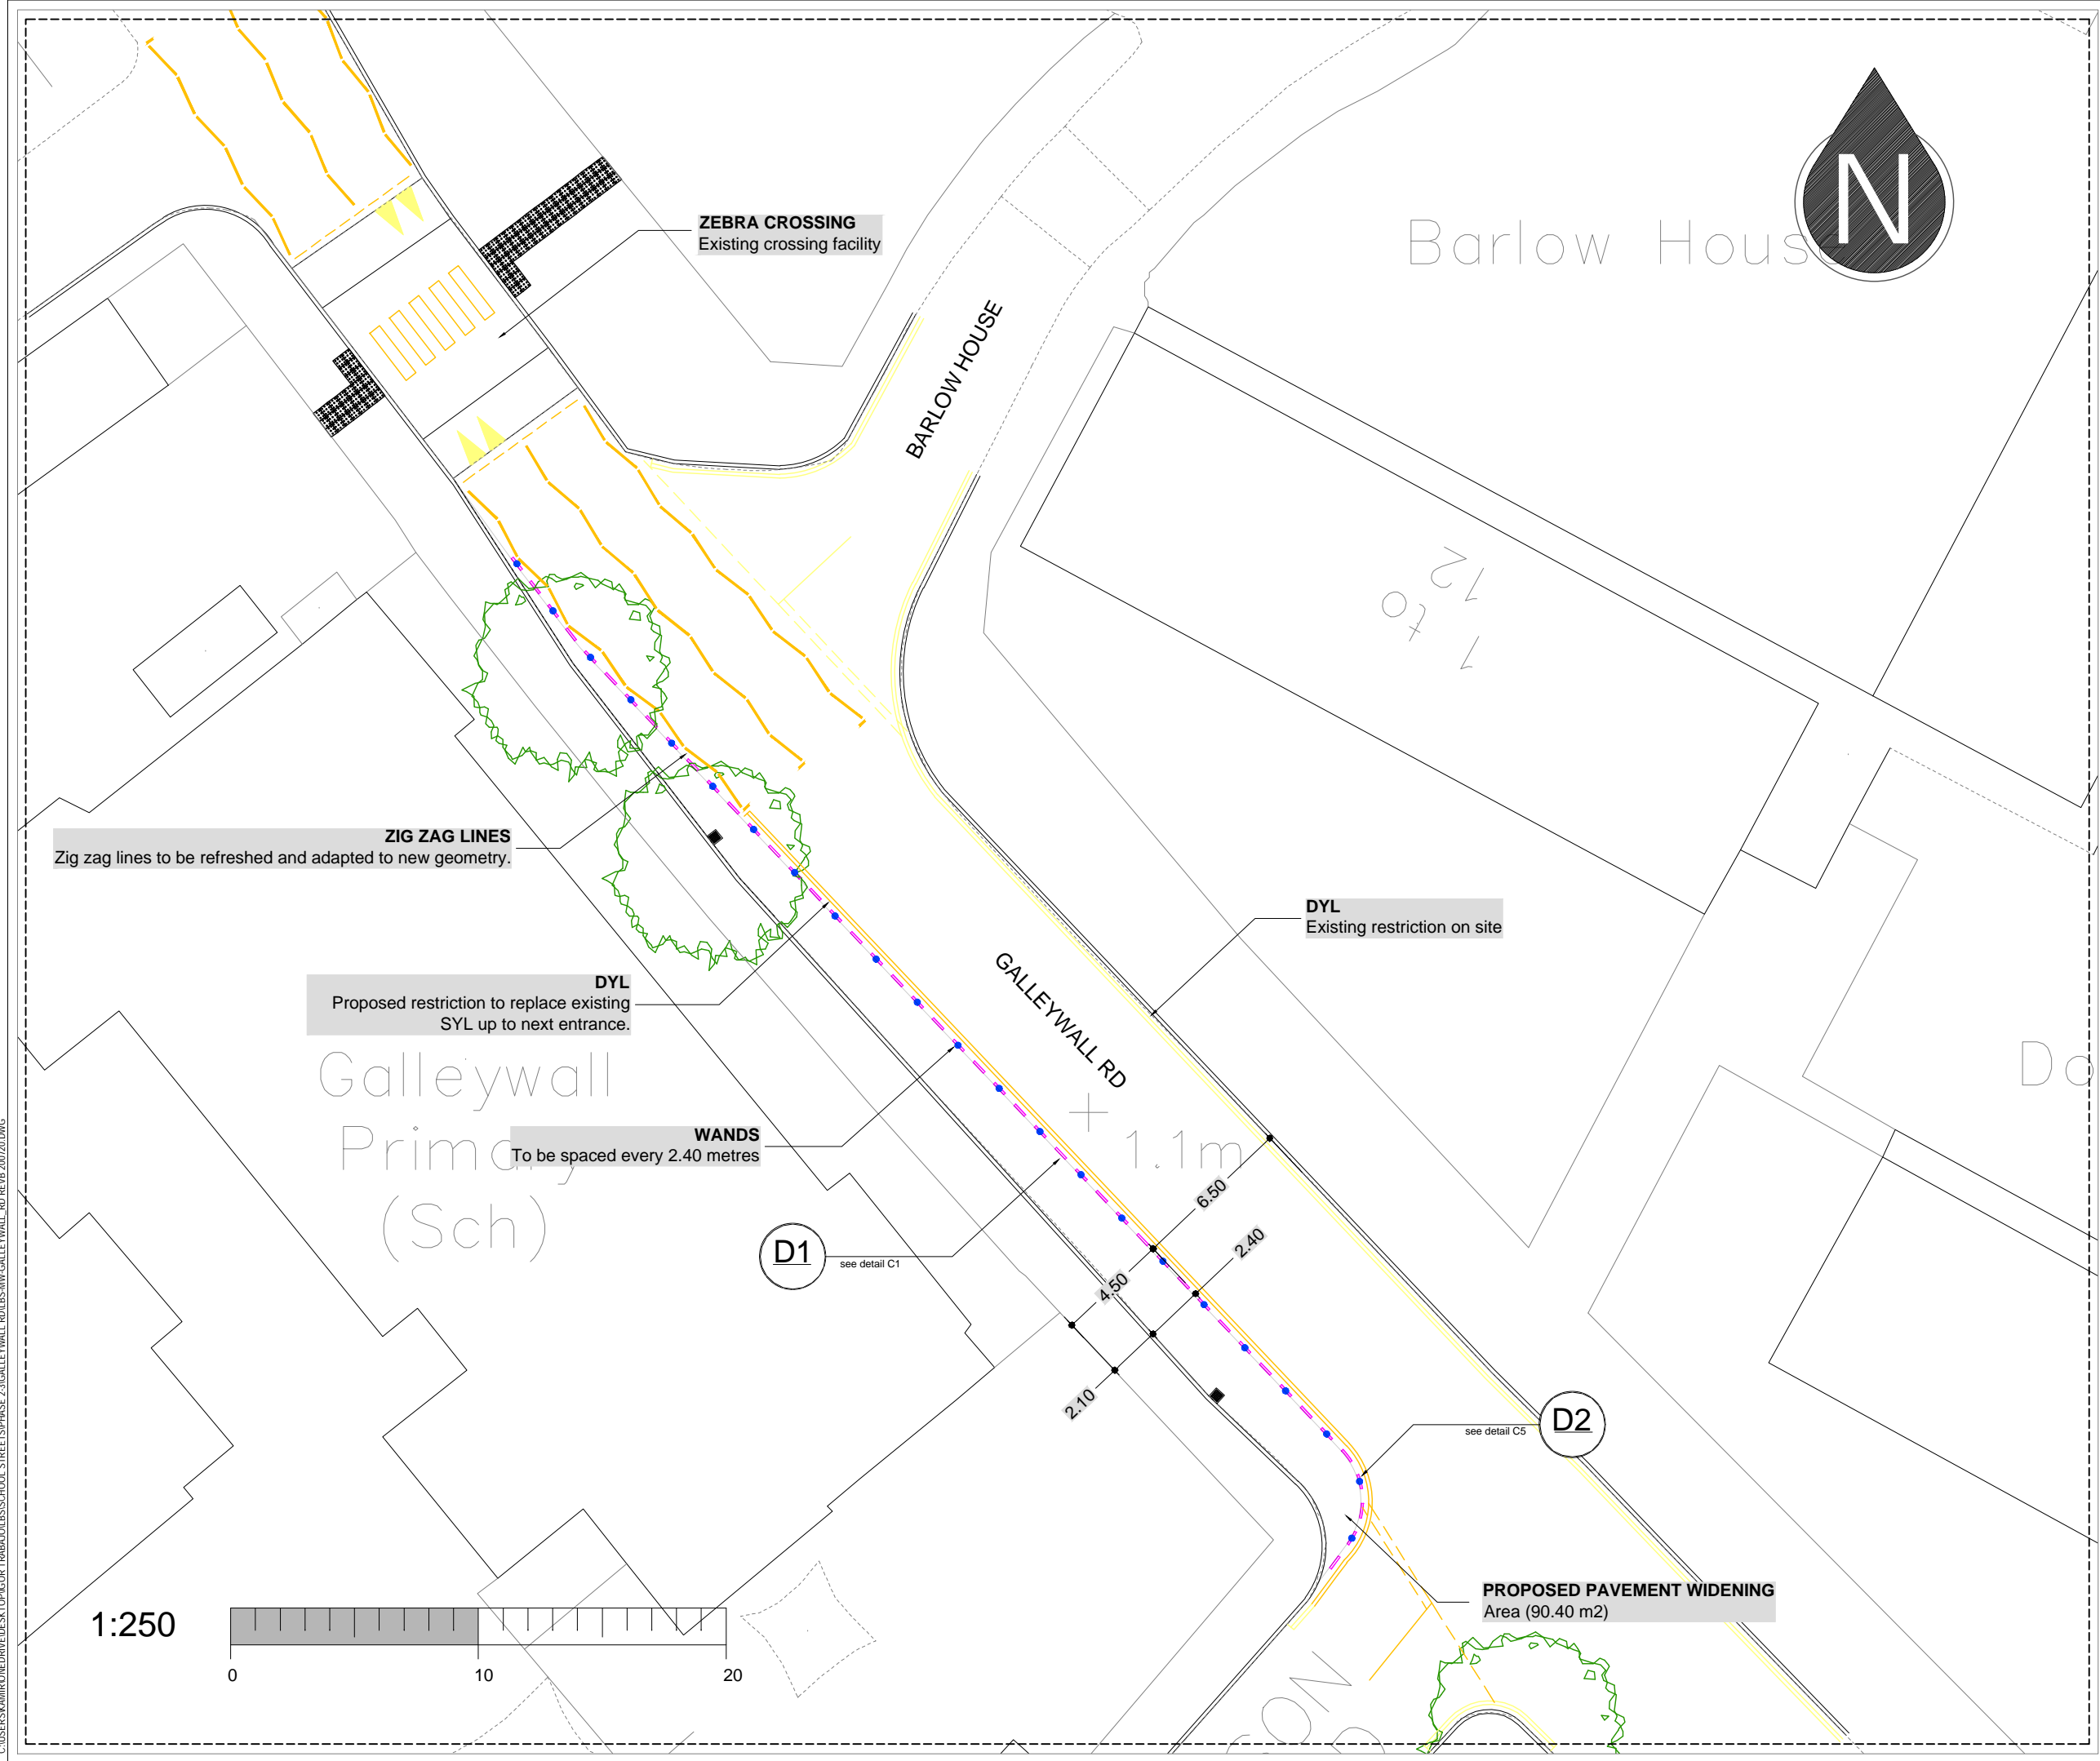 N
Barlow House
ZEBRA CROSSING
Existing crossing facility
BARLOW HOUSE
1 to 12
ZIG ZAG LINES
Zig zag lines to be refreshed and adapted to new geometry.
DYL
Existing restriction on site
DYL
Proposed restriction to replace existing
SYL up to next entrance.
GALLEYWALL RD
Galleywall
Primary
(Sch)
WANDS
To be spaced every 2.40 metres
1.1m
Do
6.50
2.40
4.50
2.10
D1
see detail C1
D2
see detail C5
PROPOSED PAVEMENT WIDENING
Area (90.40 m2)
1:250
0 10 20